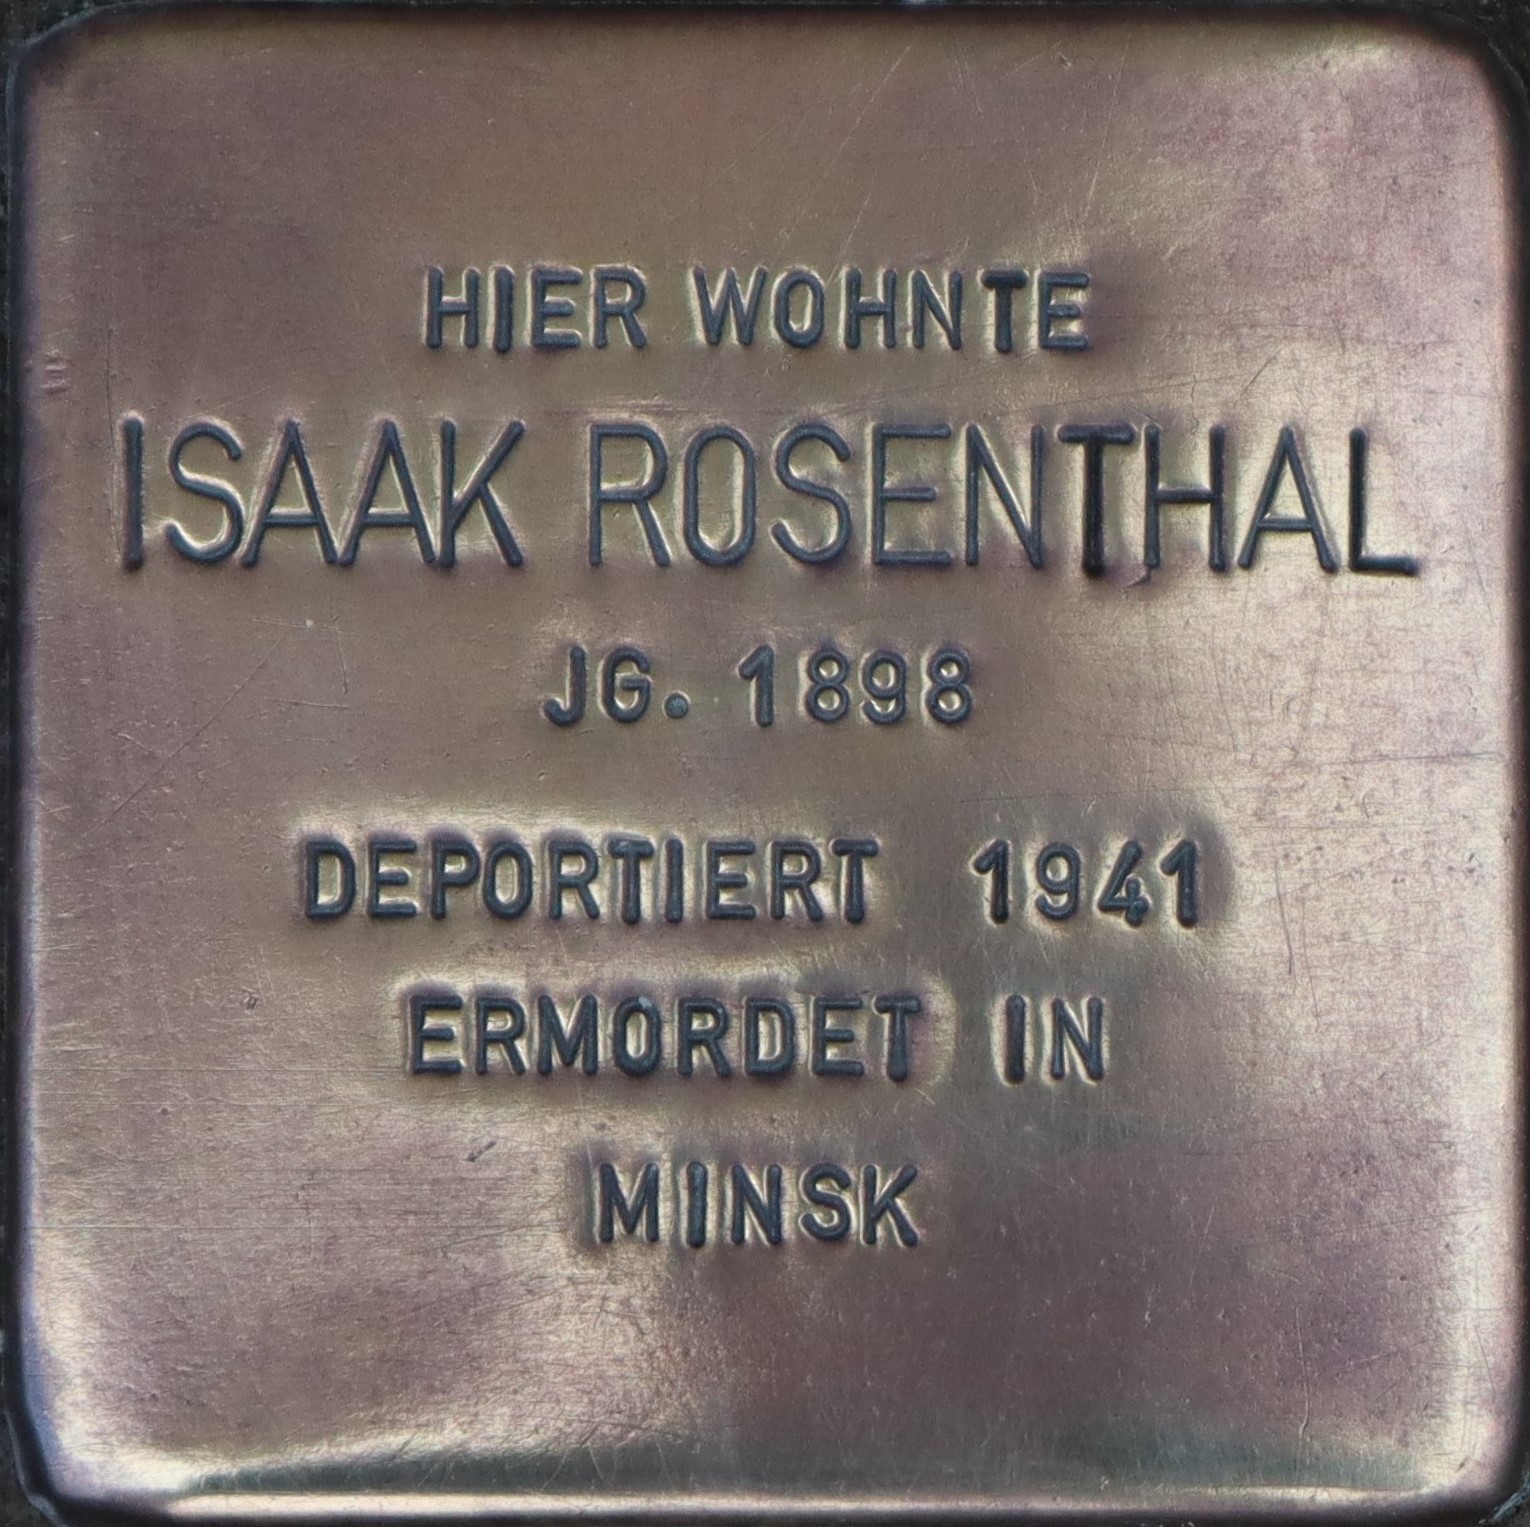 HIER WOHNTE
ISAAK ROSENTHAL
JG. 1898
DEPORTIERT 1941
ERMORDET IN
MINSK